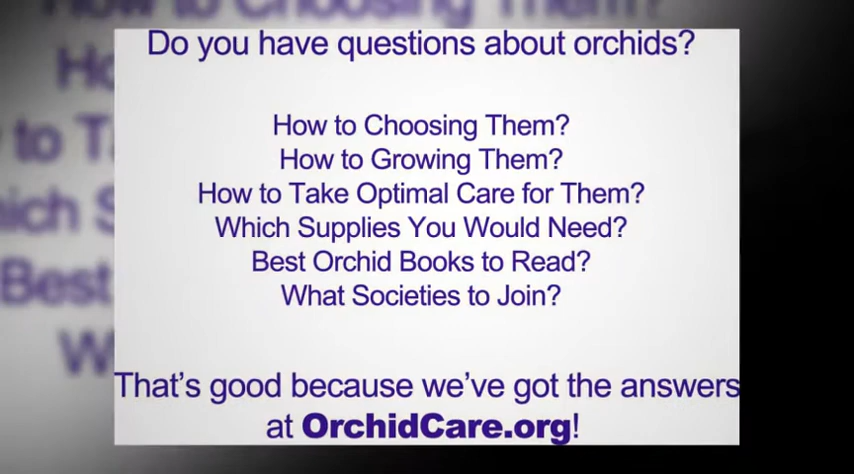 Do you have questions about orchids?
How to Choosing Them?
How to Growing Them?
How to Take Optimal Care for Them?
Which Supplies You Would Need?
Best Orchid Books to Read?
What Societies to Join?
That's good because we've got the answers
at OrchidCare.org!